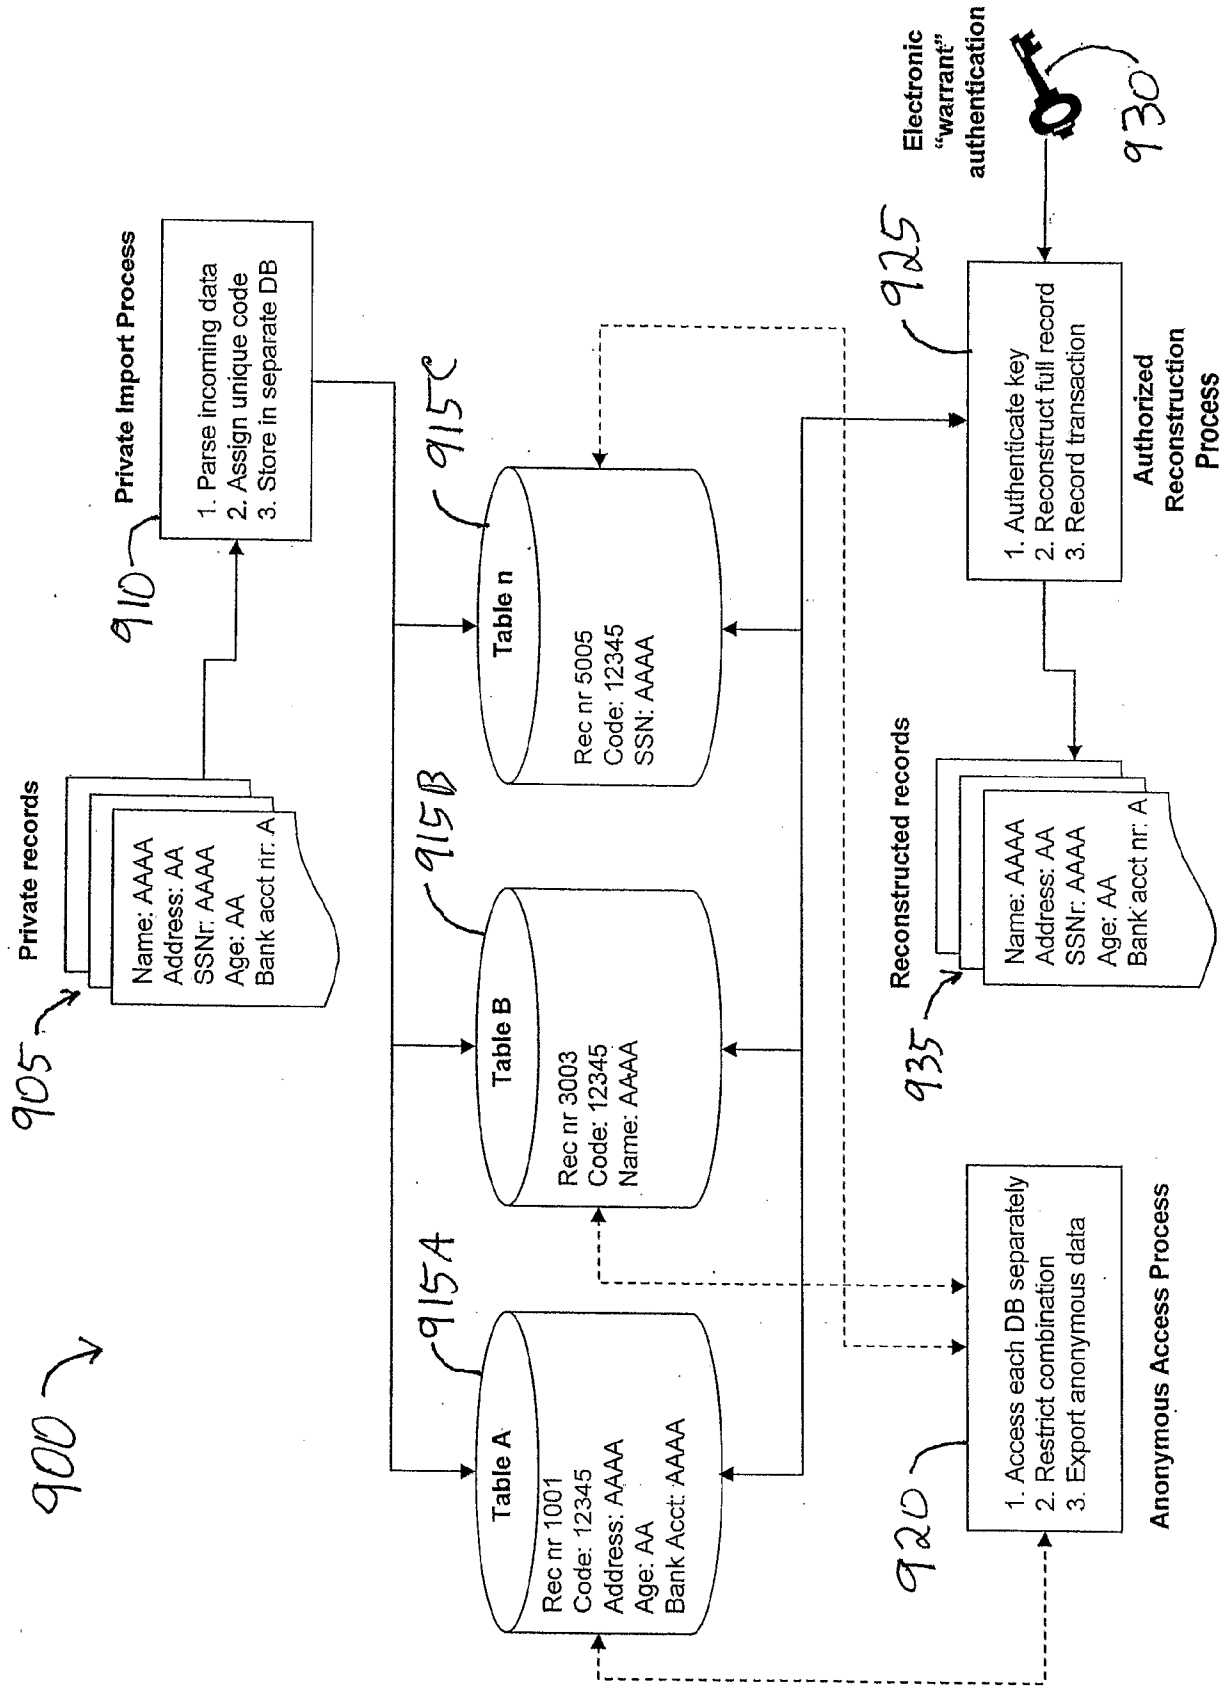 900
905
Private records
Name: AAAA
Address: AA
SSNr: AAAA
Age: AA
Bank acct nr: A
910
Private Import Process
1. Parse incoming data
2. Assign unique code
3. Store in separate DB
915A
Table A
Rec nr 1001
Code: 12345
Address: AAAA
Age: AA
Bank Acct: AAAA
915B
Table B
Rec nr 3003
Code: 12345
Name: AAAA
915C
Table n
Rec nr 5005
Code: 12345
SSN: AAAA
920
1. Access each DB separately
2. Restrict combination
3. Export anonymous data
Anonymous Access Process
935
Reconstructed records
Name: AAAA
Address: AA
SSNr: AAAA
Age: AA
Bank acct nr: A
925
1. Authenticate key
2. Reconstruct full record
3. Record transaction
Authorized
Reconstruction
Process
Electronic
“warrant”
authentication
930